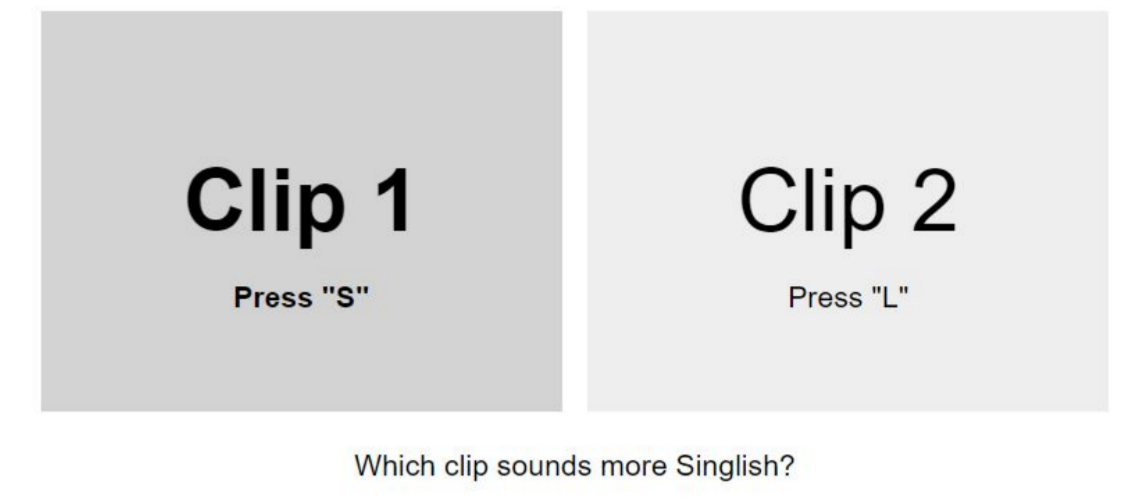 Clip 1
Press "S"
Clip 2
Press "L"
Which clip sounds more Singlish?